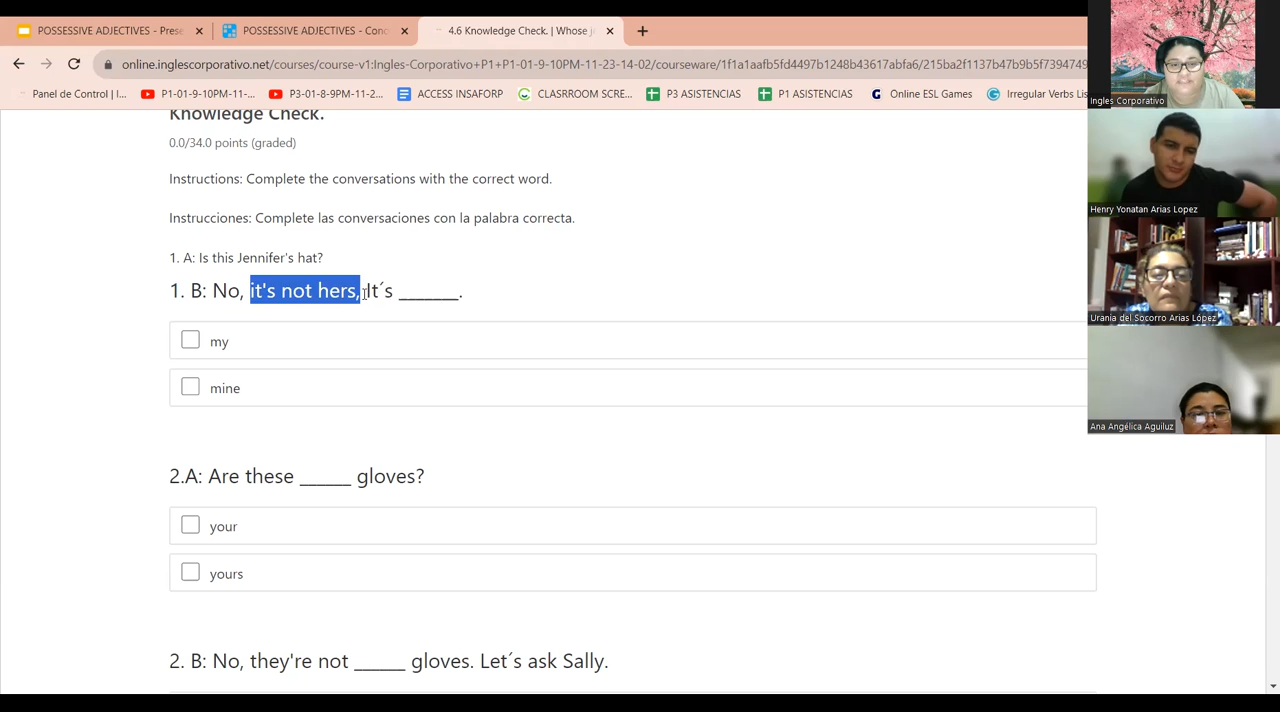 POSSESSIVE ADJECTIVES - Prese
POSSESSIVE ADJECTIVES - Conc
4.6 Knowledge Check. | Whose j
online.inglescorporativo.net/courses/course-v1:Ingles-Corporativo+P1+P1-01-9-10PM-11-23-14-02/courseware/1f1a1aafb5fd4497b1248b43617abfa6/215ba2f1137b47b9b5f7394749
Panel de Control | I...
P1-01-9-10PM-11-...
P3-01-8-9PM-11-2...
ACCESS INSAFORP
CLASRROOM SCRE...
P3 ASISTENCIAS
P1 ASISTENCIAS
Online ESL Games
Irregular Verbs Lis
Knowledge Check.
0.0/34.0 points (graded)
Instructions: Complete the conversations with the correct word.
Instrucciones: Complete las conversaciones con la palabra correcta.
1. A: Is this Jennifer's hat?
1. B: No, it's not hers, It´s _______.
my
mine
2.A: Are these ______ gloves?
your
yours
2. B: No, they're not ______ gloves. Let´s ask Sally.
Ingles Corporativo
Henry Yonatan Arias Lopez
Urania del Socorro Arias López
Ana Angélica Aguiluz